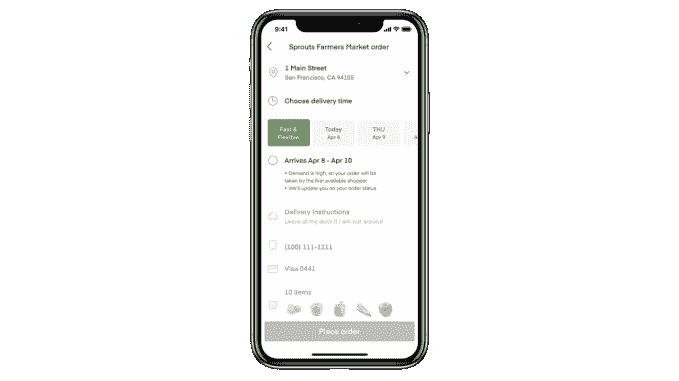 9:41
Sprouts Farmers Market order
1 Main Street
San Francisco, CA 94105
Choose delivery time
Fast &
Flexible
Today
Apr 8
THU
Apr 9
A
Arrives Apr 8 - Apr 10
• Demand is high, so your order will be
taken by the first available shopper
• We'll update you on your order status
Delivery Instructions
Leave at my door if I am not around
(100) 111-1111
Visa 0441
10 items
Place order